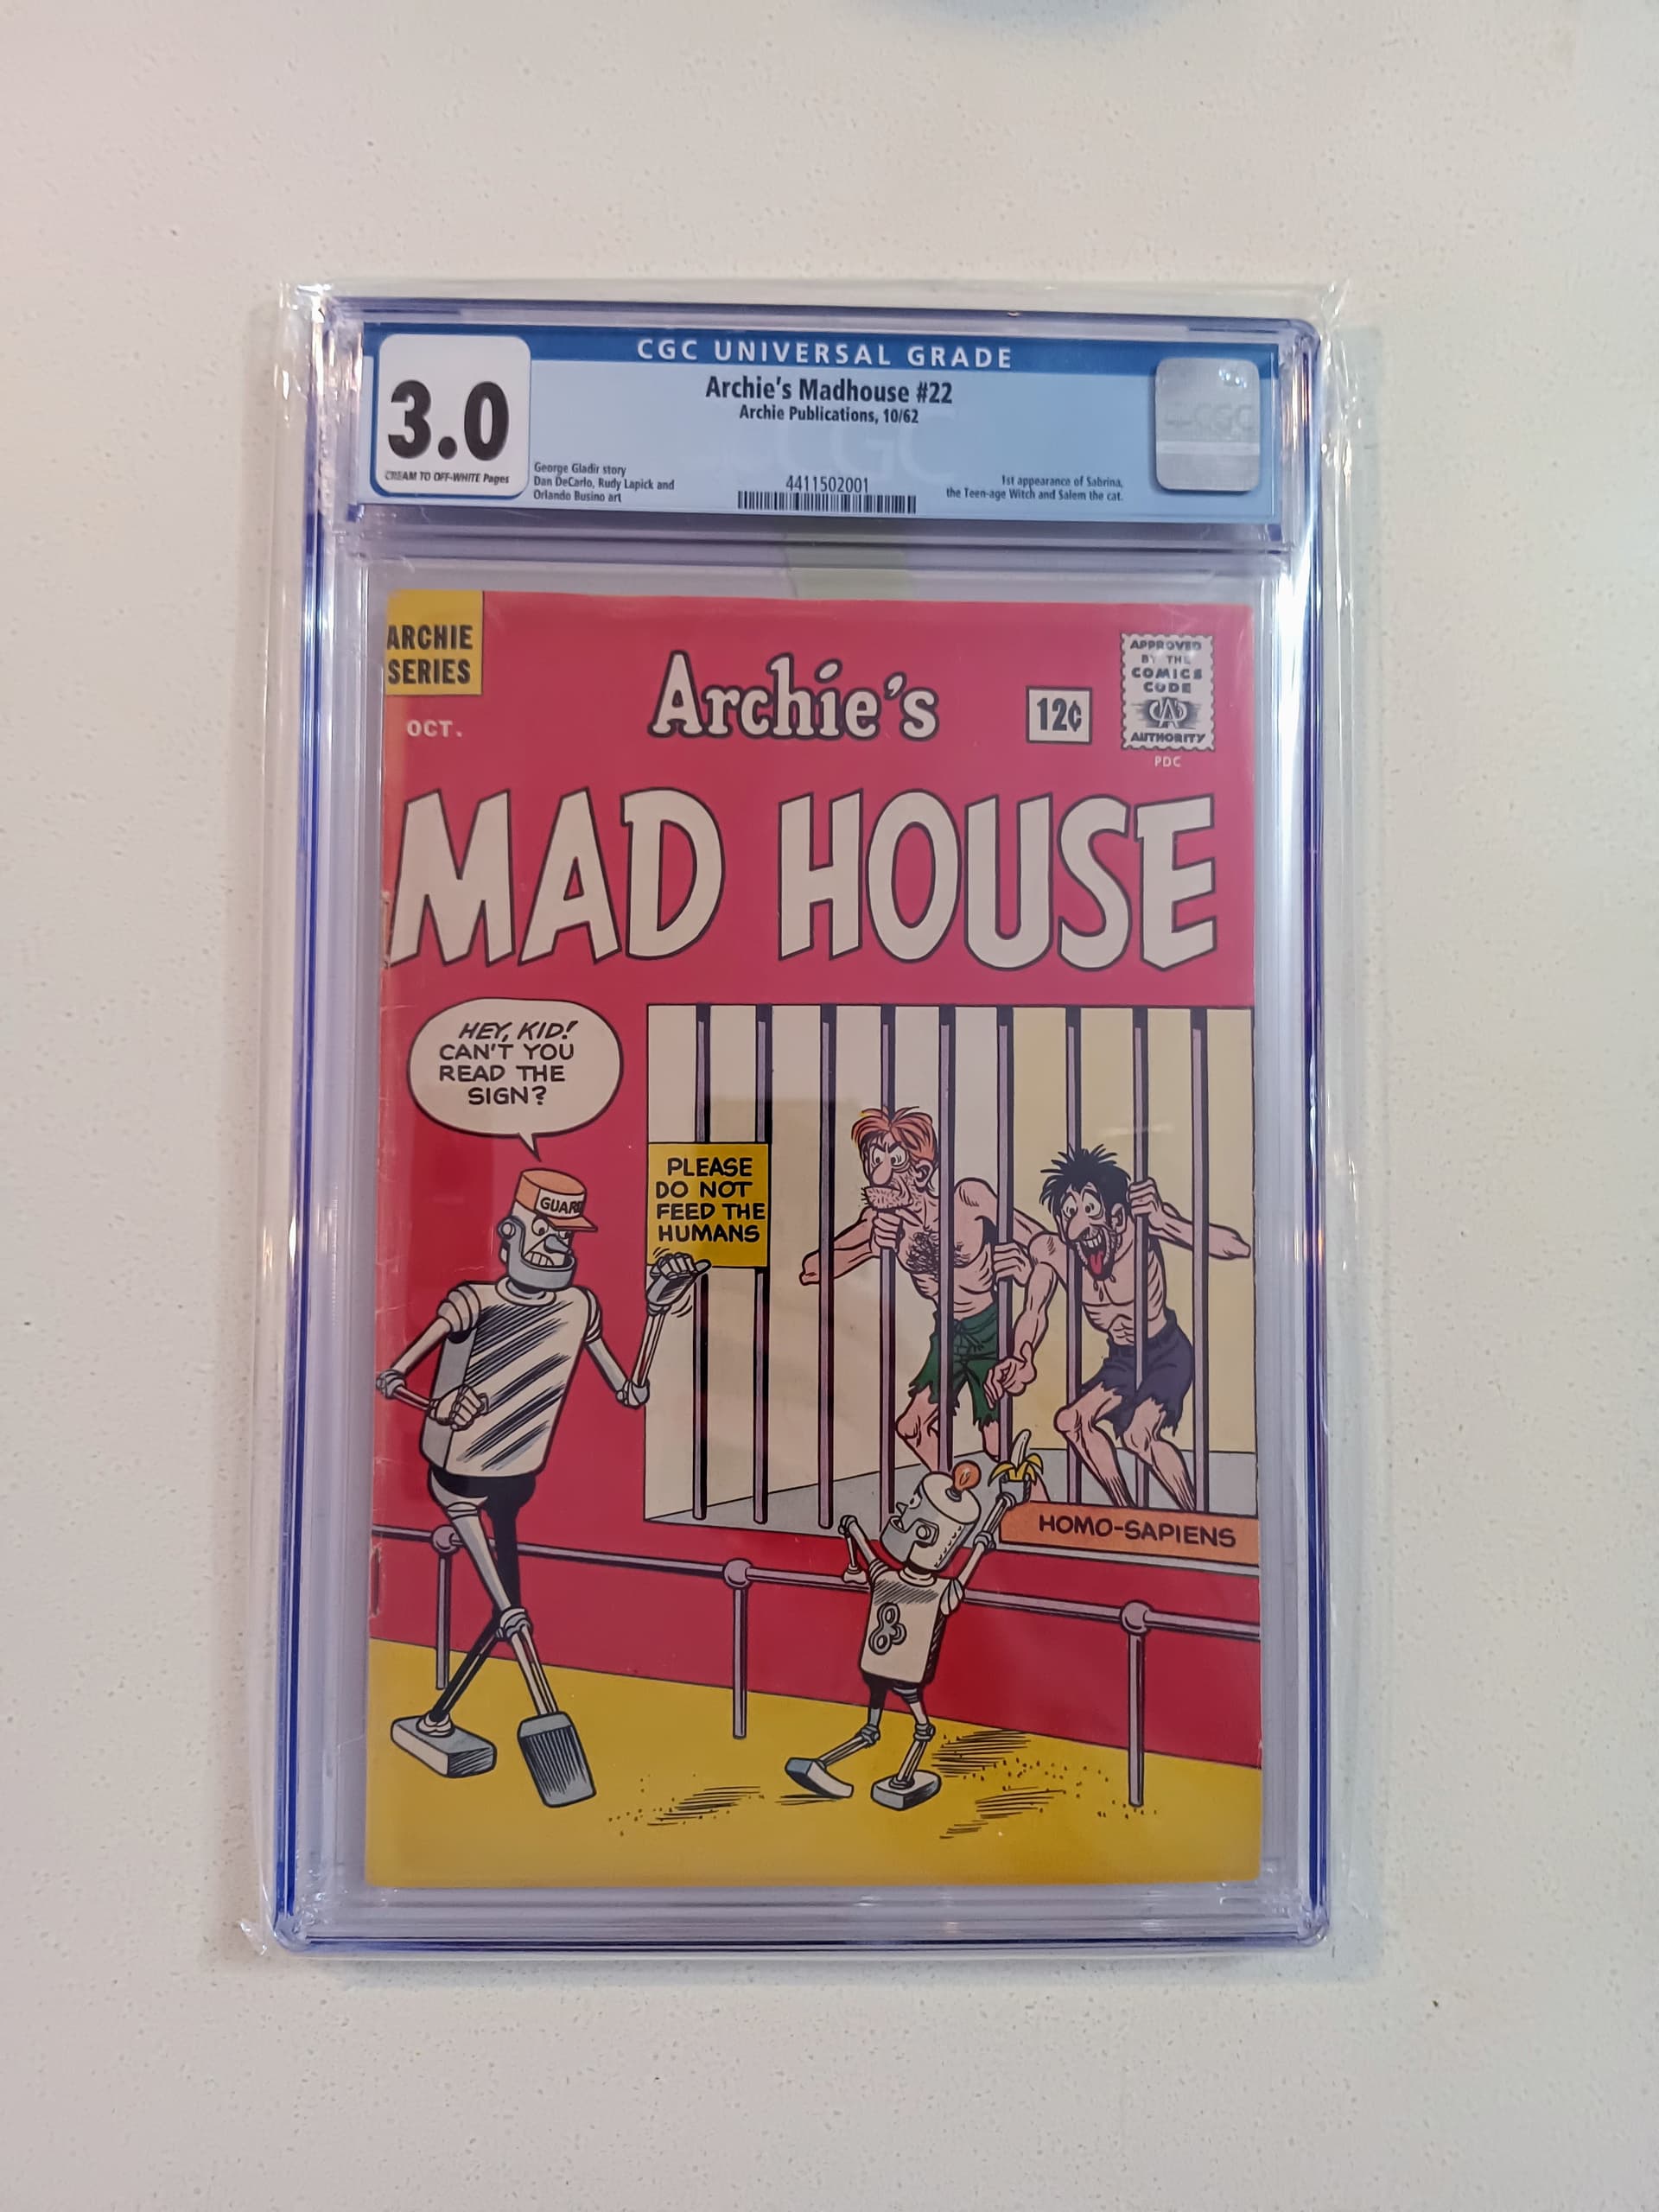 CGC UNIVERSAL GRADE
3.0
CREAM TO OFF-WHITE Pages
Archie's Madhouse #22
Archie Publications, 10/62
George Gladir story
Dan DeCarlo, Rudy Lapick and
Orlando Busino art
4411502001
1st appearance of Sabrina,
the Teen-age Witch and Salem the cat.
CGC
CGC
ARCHIE
SERIES
OCT.
Archie's
12¢
APPROVED
BY THE
COMICS
CODE
CA
AUTHORITY
PDC
MAD HOUSE
HEY, KID!
CAN'T YOU
READ THE
SIGN?
GUARD
PLEASE
DO NOT
FEED THE
HUMANS
HOMO-SAPIENS